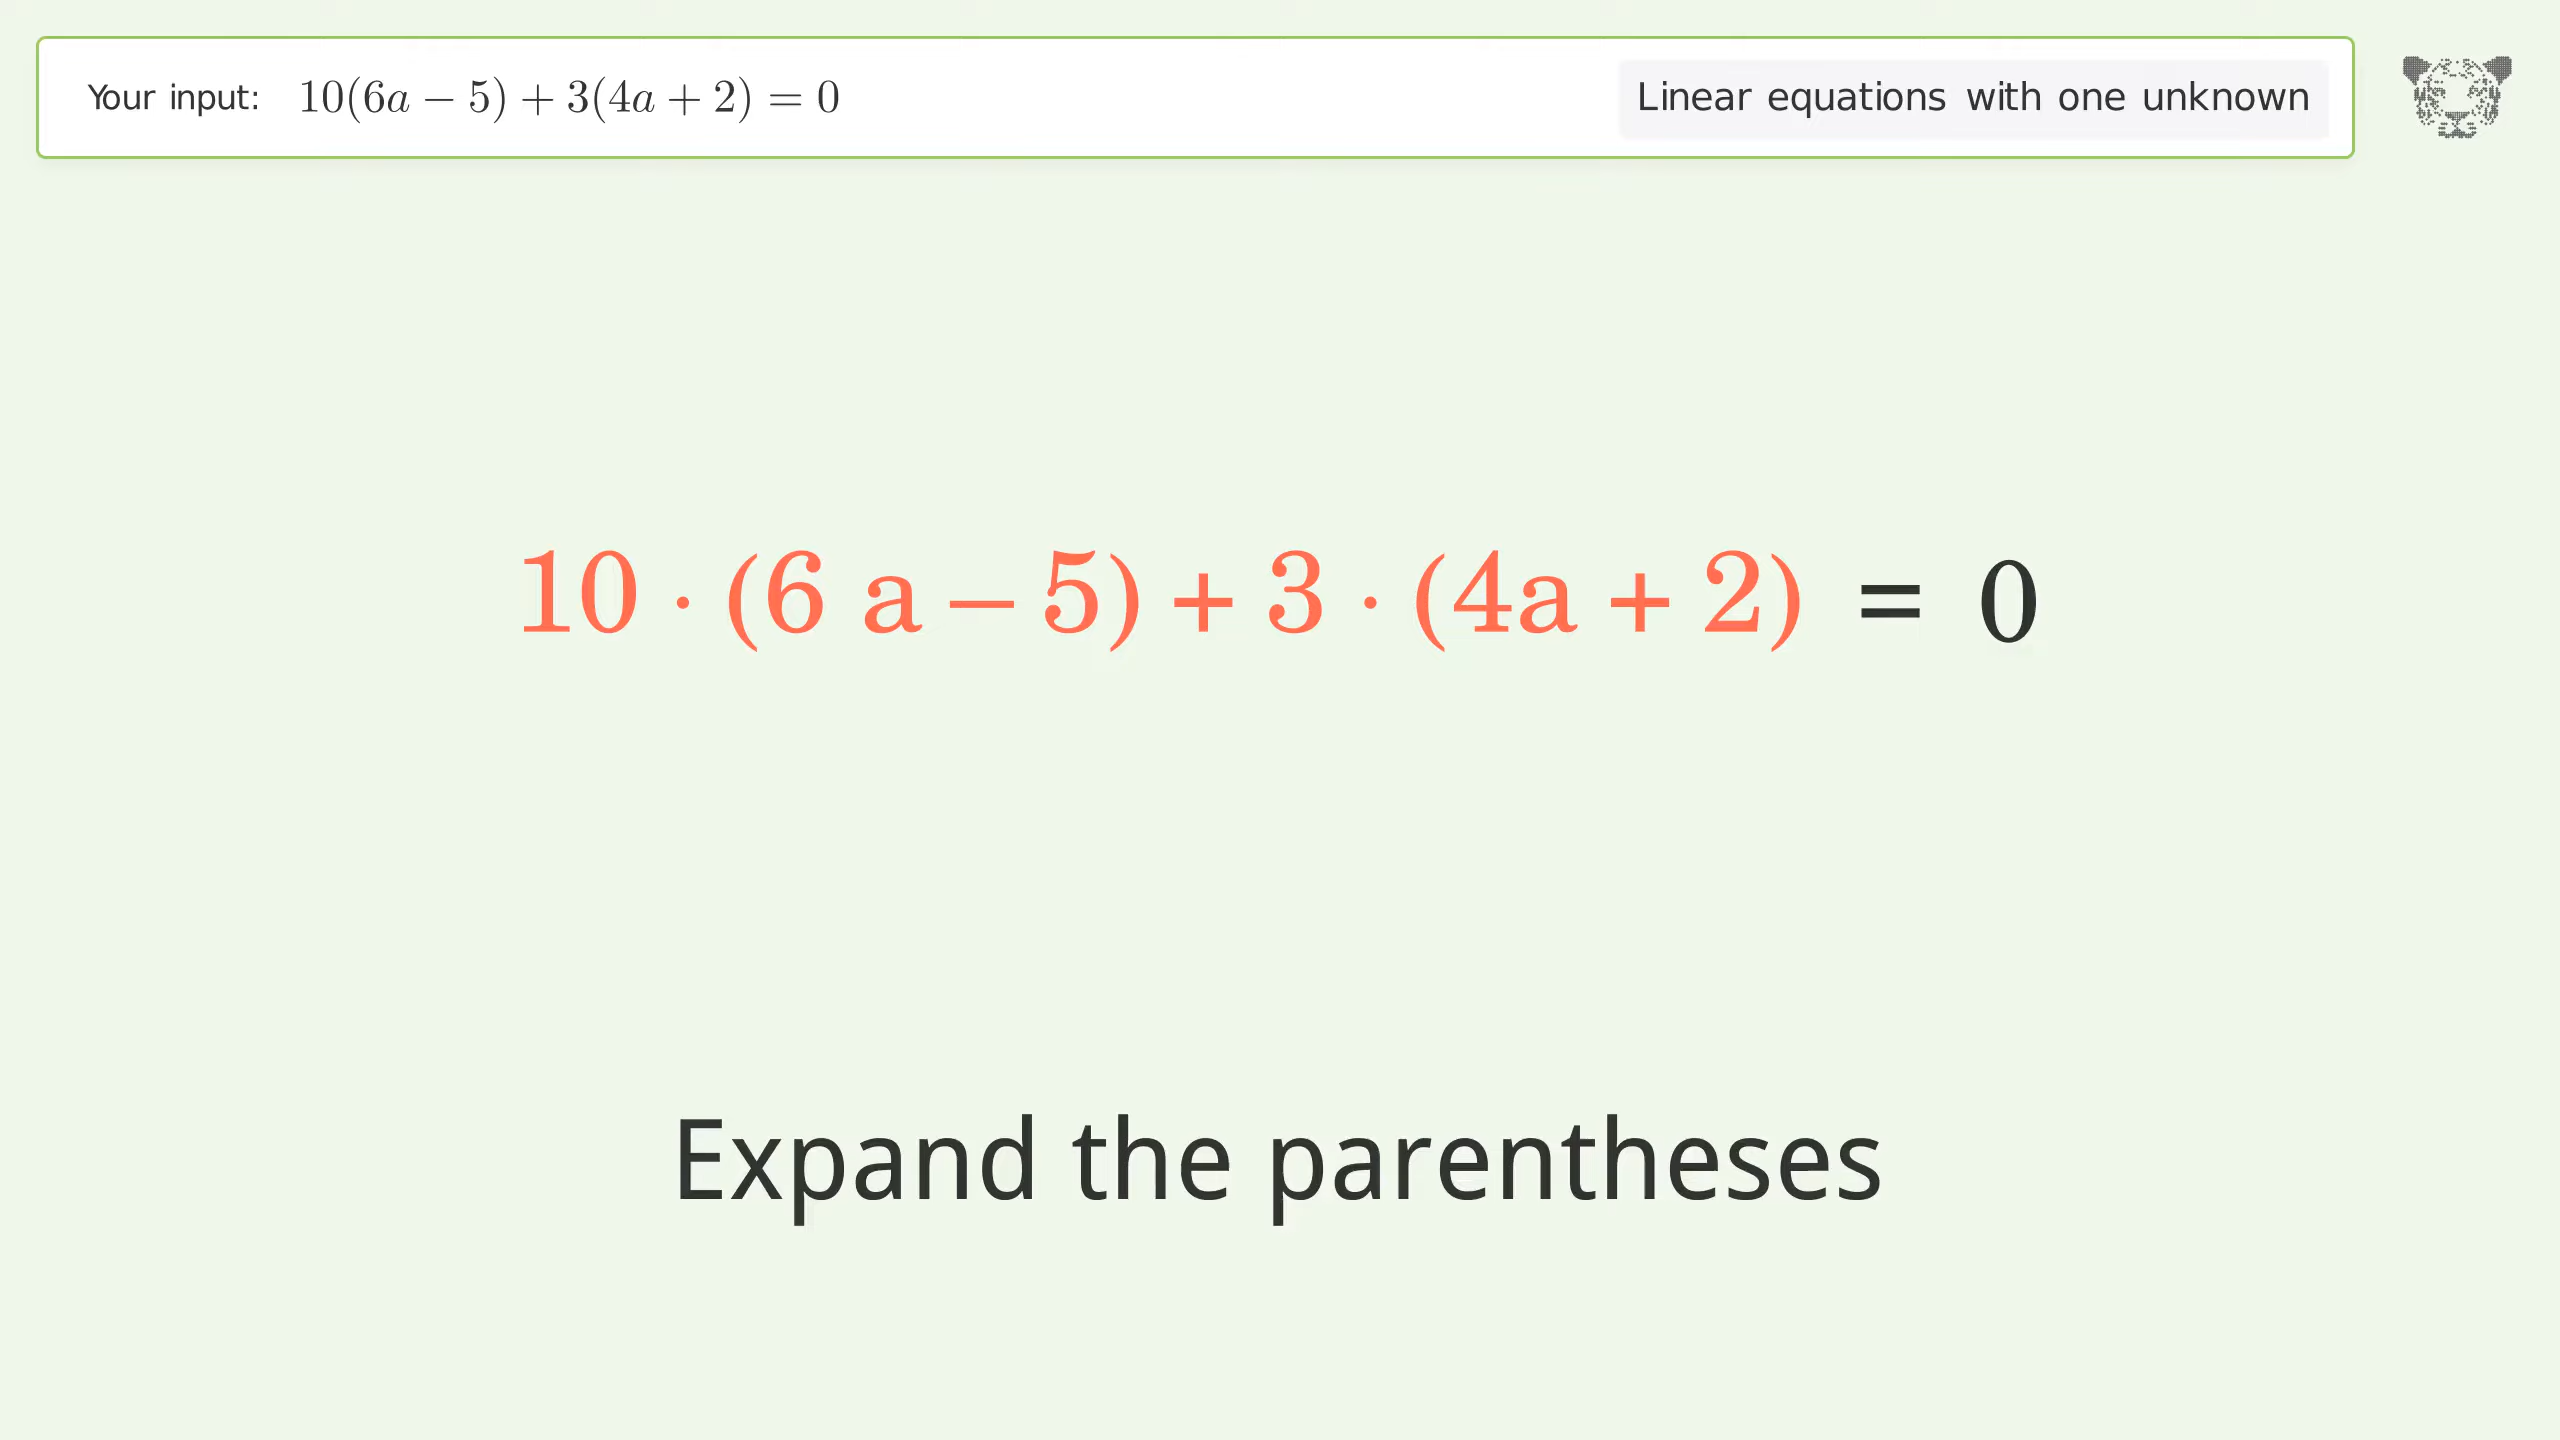 Your input: 10(6a − 5) + 3(4a + 2) = 0
Linear equations with one unknown
10 · (6 a − 5) + 3 · (4a + 2) = 0
Expand the parentheses